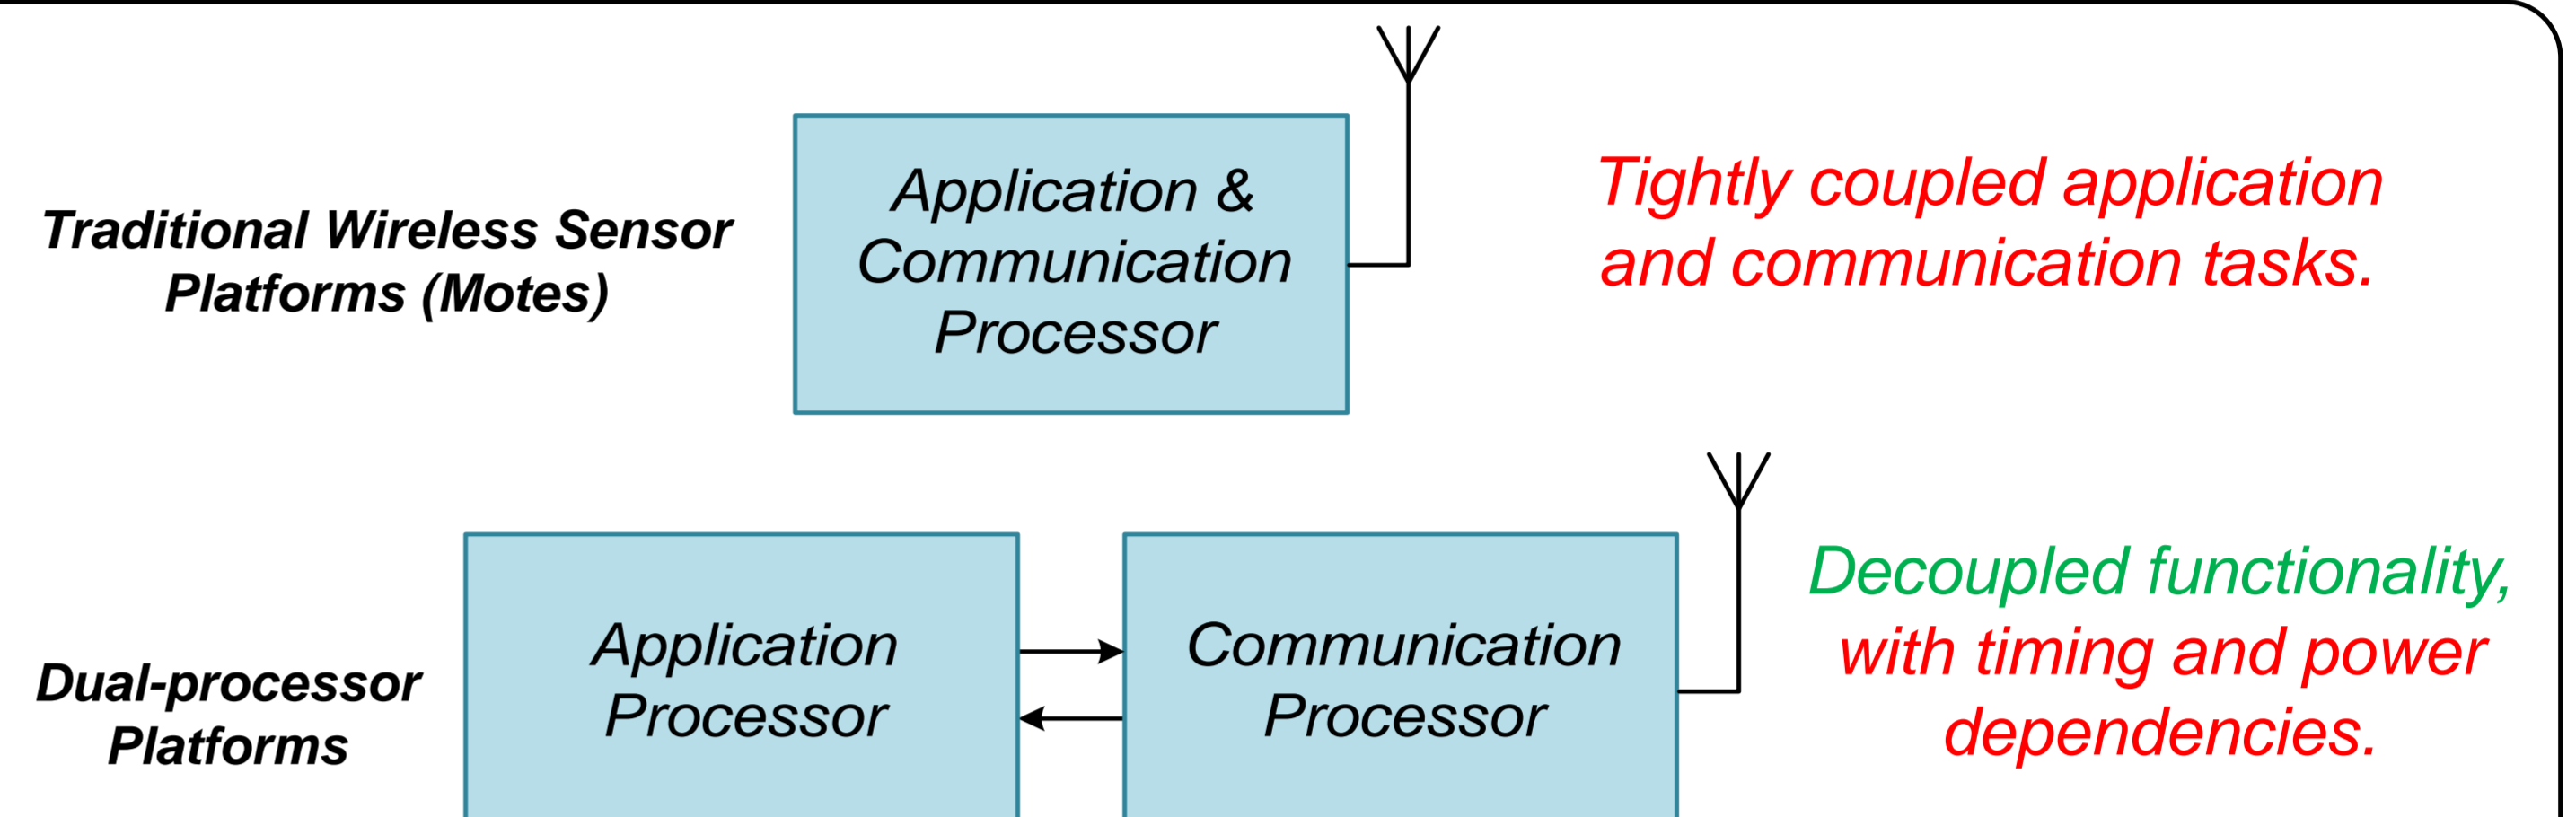 Traditional Wireless Sensor
Platforms (Motes)
Application &
Communication
Processor
Tightly coupled application
and communication tasks.
Dual-processor
Platforms
Application
Processor
Communication
Processor
Decoupled functionality,
with timing and power
dependencies.